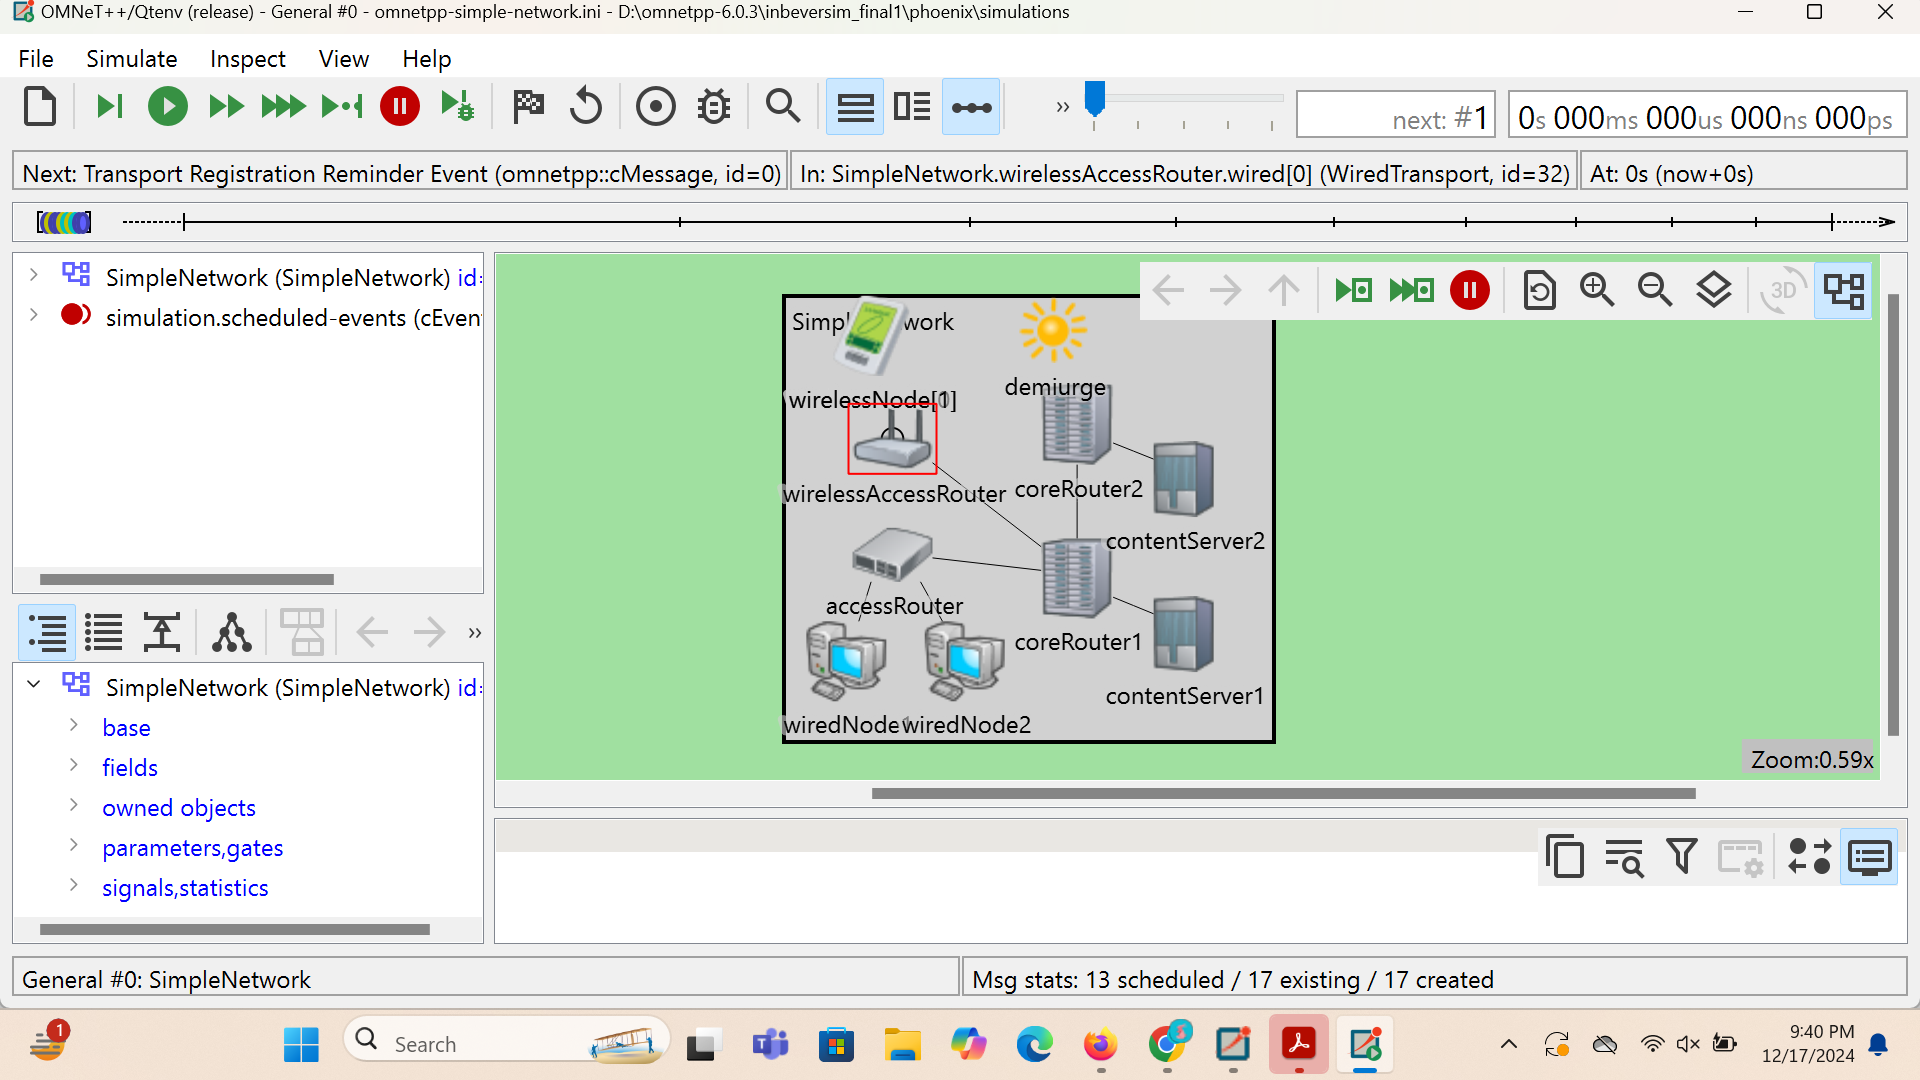 OMNeT++/Qtenv (release) - General #0 - omnetpp-simple-network.ini - D:\omnetpp-6.0.3\inbeversim_final1\phoenix\simulations
File Simulate Inspect View Help
next: #1
0s 000ms 000us 000ns 000ps
Next: Transport Registration Reminder Event (omnetpp::cMessage, id=0)
In: SimpleNetwork.wirelessAccessRouter.wired[0] (WiredTransport, id=32)
At: 0s (now+0s)
SimpleNetwork (SimpleNetwork) id=
simulation.scheduled-events (cEven
3D
work
demiurge
wirelessNode[1]
wirelessAccessRouter
coreRouter2
contentServer2
accessRouter
coreRouter1
contentServer1
wiredNode
wiredNode2
Zoom:0.59x
SimpleNetwork (SimpleNetwork) id=
base
fields
owned objects
parameters,gates
signals,statistics
General #0: SimpleNetwork
Msg stats: 13 scheduled / 17 existing / 17 created
1
Search
9:40 PM
12/17/2024